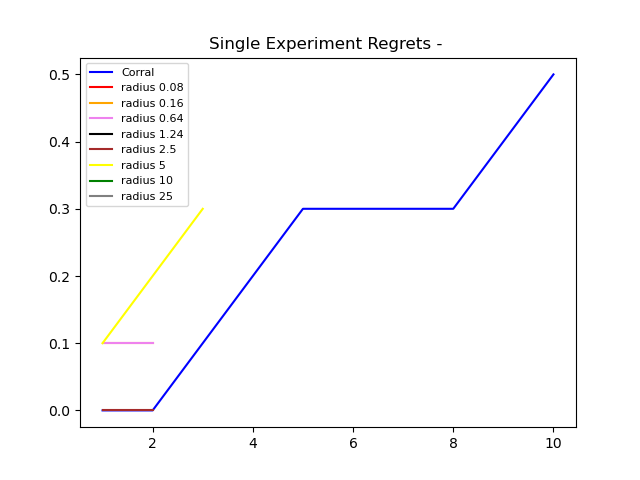 Single Experiment Regrets -
Corral
radius 0.08
radius 0.16
radius 0.64
radius 1.24
radius 2.5
radius 5
radius 10
radius 25
0.5
0.4
0.3
0.2
0.1
0.0
2 4 6 8 10